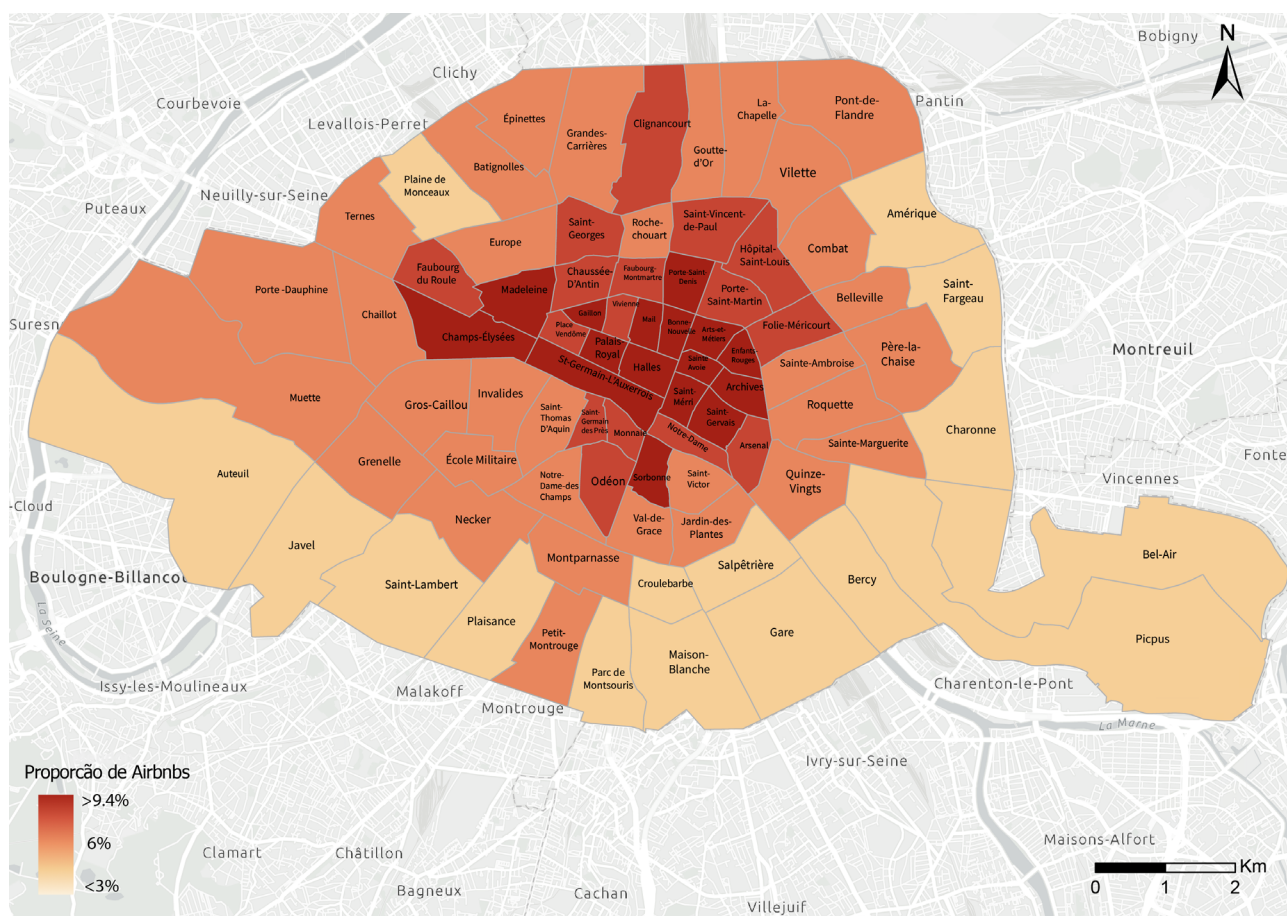 N
Bobigny
Clichy
Courbevoie
Pantin
Levallois-Perret
Épinettes
Grandes-
Carrières
Clignancourt
La-
Chapelle
Pont-de-
Flandre
Goutte-
d'Or
Batignolles
Vilette
Plaine de
Monceaux
Neuilly-sur-Seine
Puteaux
Ternes
Amérique
Europe
Saint-
Georges
Roche-
chouart
Saint-Vincent-
de-Paul
Hôpital-
Saint-Louis
Combat
Faubourg
du Roule
Chaussée-
D'Antin
Faubourg-
Montmartre
Porte-Saint-
Denis
Porte-
Saint-Martin
Saint-
Fargeau
Porte -Dauphine
Madeleine
Belleville
Chaillot
Suresn
Champs-Élysées
Gaillon
Vivienne
Mail
Bonne-
Nouvelle
Arts-et-
Métiers
Folie-Méricourt
Place
Vendôme
Palais-
Royal
Halles
Sainte
Avoie
Enfants-
Rouges
Sainte-Ambroise
Père-la-
Chaise
Montreuil
St-Germain-L'Auxerrois
Archives
Muette
Gros-Caillou
Invalides
Saint-
Thomas
D'Aquin
Saint-
Germain
des Près
Monnaie
Saint-
Mérri
Saint-
Gervais
Notre-Dame
Arsenal
Roquette
Charonne
Sainte-Marguerite
Fonte
Auteuil
Grenelle
École Militaire
Notre-
Dame-des
Champs
Odéon
Sorbonne
Saint-
Victor
Quinze-
Vingts
Vincennes
-Cloud
Necker
Val-de-
Grace
Jardin-des-
Plantes
Javel
Montparnasse
Salpêtrière
Bel-Air
Boulogne-Billancou
Saint-Lambert
Croulebarbe
Bercy
La Seine
Plaisance
Petit-
Montrouge
Gare
Picpus
Parc de
Montsouris
Maison-
Blanche
Issy-les-Moulineaux
Malakoff
Montrouge
Charenton-le-Pont
La Marne
Ivry-sur-Seine
Proporcão de Airbnbs
>9.4%
6%
<3%
Clamart
Châtillon
Bagneux
Cachan
Villejuif
Maisons-Alfort
Km
0 1 2